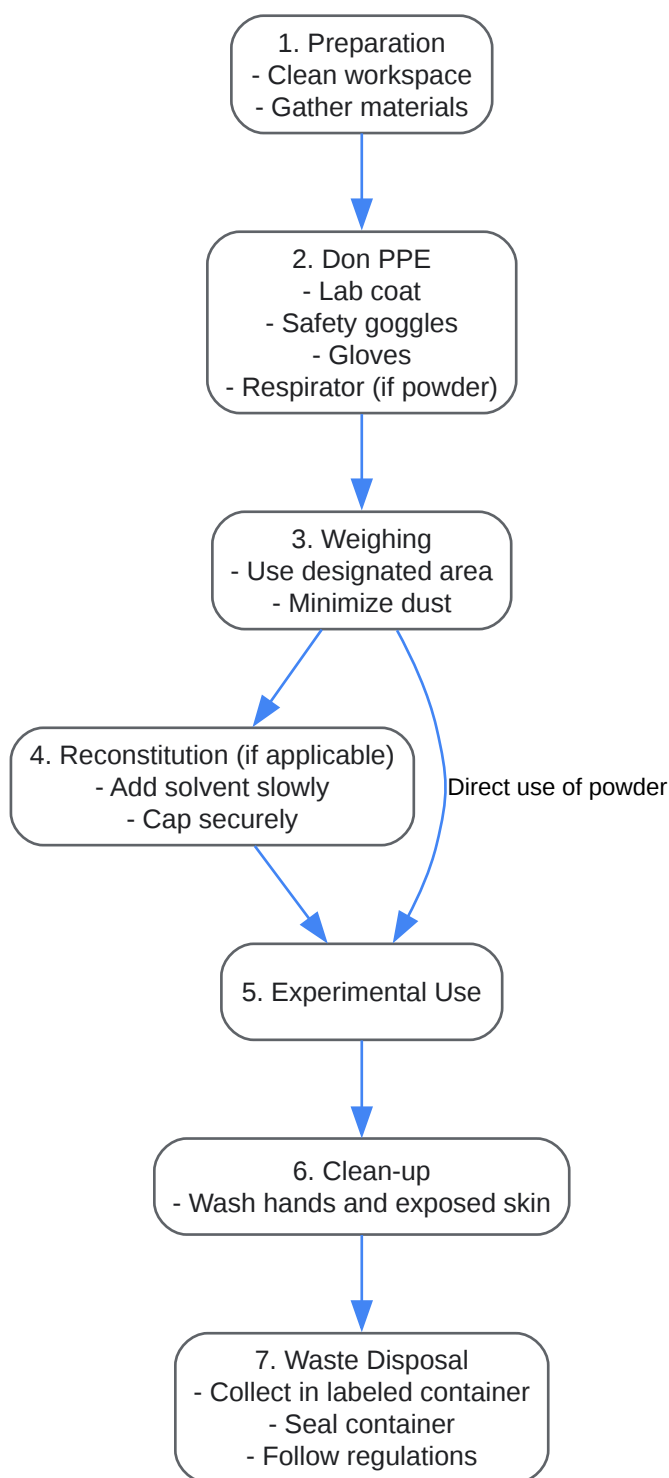 1. Preparation
- Clean workspace
- Gather materials
2. Don PPE
- Lab coat
- Safety goggles
- Gloves
- Respirator (if powder)
3. Weighing
- Use designated area
- Minimize dust
4. Reconstitution (if applicable)
- Add solvent slowly
- Cap securely
Direct use of powder
5. Experimental Use
6. Clean-up
- Wash hands and exposed skin
7. Waste Disposal
- Collect in labeled container
- Seal container
- Follow regulations